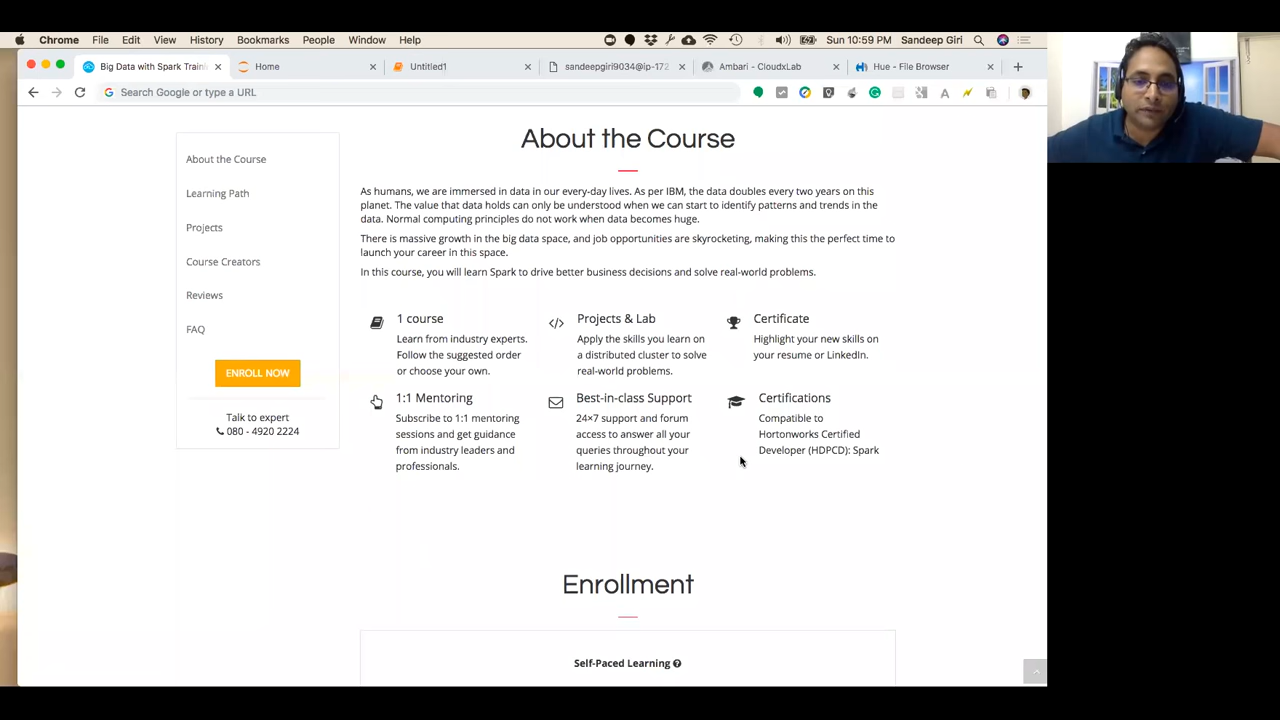 Chrome File Edit View History Bookmarks People Window Help Sun 10:59 PM Sandeep Giri
Big Data with Spark Traini Home Untitled1 sandeepgiri9034@ip-172 Ambari - CloudxLab Hue - File Browser
Search Google or type a URL
About the Course
Learning Path
Projects
Course Creators
Reviews
FAQ
ENROLL NOW
Talk to expert
080 - 4920 2224
About the Course
As humans, we are immersed in data in our every-day lives. As per IBM, the data doubles every two years on this
planet. The value that data holds can only be understood when we can start to identify patterns and trends in the
data. Normal computing principles do not work when data becomes huge.
There is massive growth in the big data space, and job opportunities are skyrocketing, making this the perfect time to
launch your career in this space.
In this course, you will learn Spark to drive better business decisions and solve real-world problems.
1 course
Learn from industry experts.
Follow the suggested order
or choose your own.
Projects & Lab
Apply the skills you learn on
a distributed cluster to solve
real-world problems.
Certificate
Highlight your new skills on
your resume or LinkedIn.
1:1 Mentoring
Subscribe to 1:1 mentoring
sessions and get guidance
from industry leaders and
professionals.
Best-in-class Support
24×7 support and forum
access to answer all your
queries throughout your
learning journey.
Certifications
Compatible to
Hortonworks Certified
Developer (HDPCD): Spark
Enrollment
Self-Paced Learning